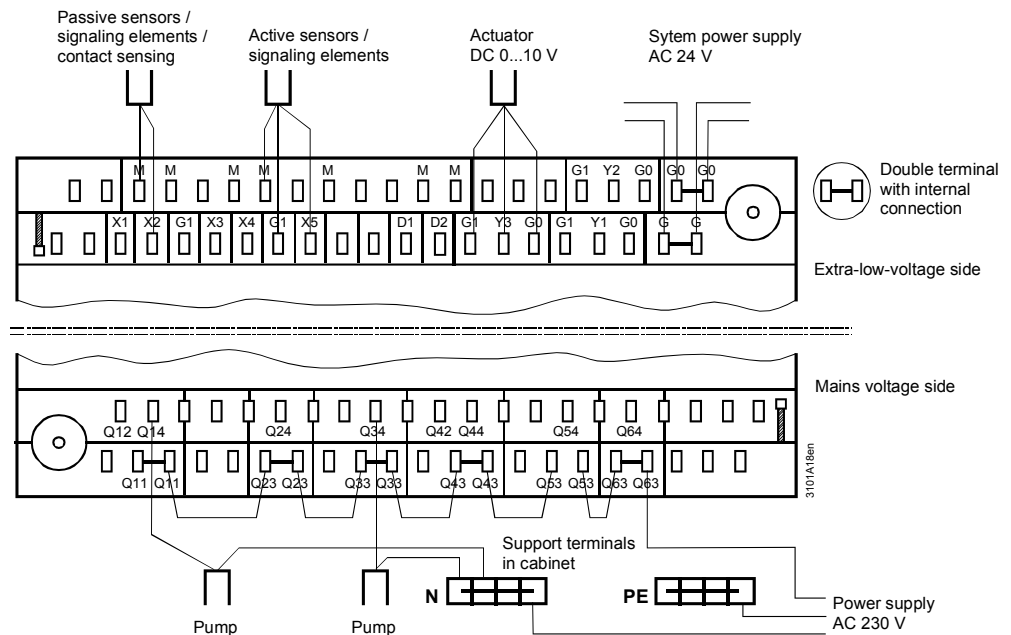 Passive sensors /
signaling elements /
contact sensing
Active sensors /
signaling elements
Actuator
DC 0...10 V
Sytem power supply
AC 24 V
M M M M M M M G1 Y2 G0 G0 G0
X1 X2 G1 X3 X4 G1 X5 D1 D2 G1 Y3 G0 G1 Y1 G0 G G
Double terminal
with internal
connection
Extra-low-voltage side
Mains voltage side
Q12 Q14 Q24 Q34 Q42 Q44 Q54 Q64
Q11 Q11 Q23 Q23 Q33 Q33 Q43 Q43 Q53 Q53 Q63 Q63
3101A18en
Support terminals
in cabinet
N
PE
Power supply
AC 230 V
Pump Pump